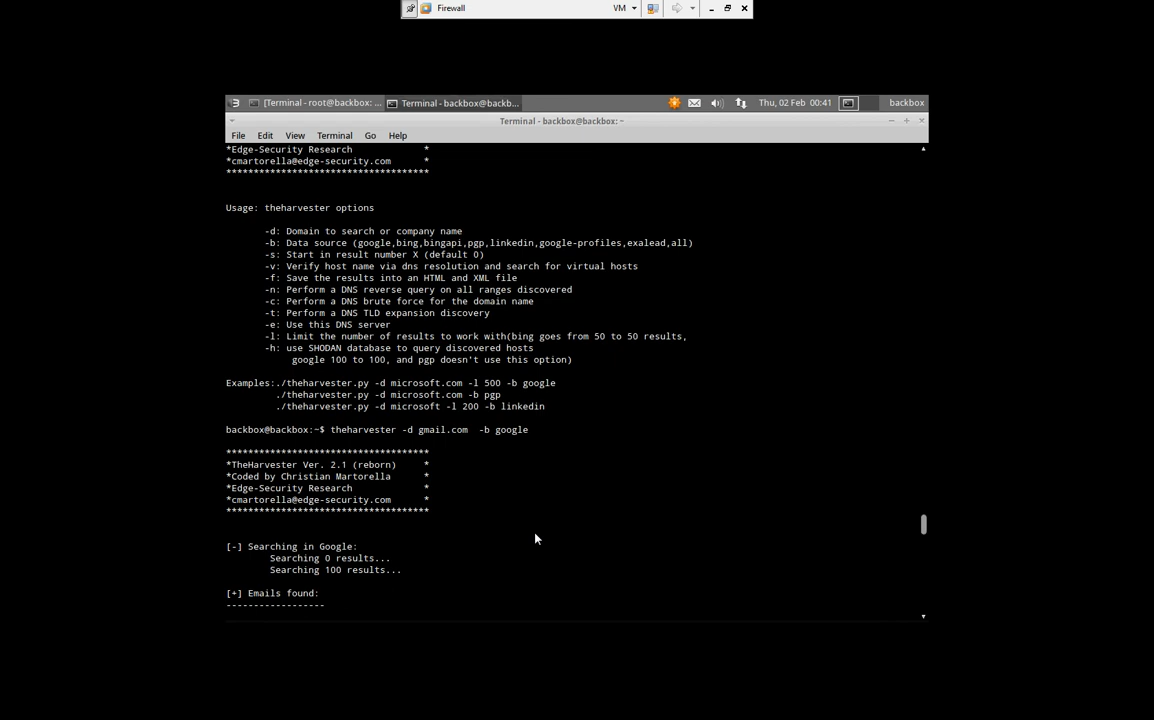 Firewall VM
[Terminal - root@backbox: ... Terminal - backbox@backb... Thu, 02 Feb 00:41 backbox
Terminal - backbox@backbox: ~
File Edit View Terminal Go Help
*Edge-Security Research *
*cmartorella@edge-security.com *
*************************************
Usage: theharvester options
-d: Domain to search or company name
-b: Data source (google,bing,bingapi,pgp,linkedin,google-profiles,exalead,all)
-s: Start in result number X (default 0)
-v: Verify host name via dns resolution and search for virtual hosts
-f: Save the results into an HTML and XML file
-n: Perform a DNS reverse query on all ranges discovered
-c: Perform a DNS brute force for the domain name
-t: Perform a DNS TLD expansion discovery
-e: Use this DNS server
-l: Limit the number of results to work with(bing goes from 50 to 50 results,
-h: use SHODAN database to query discovered hosts
google 100 to 100, and pgp doesn't use this option)
Examples:./theharvester.py -d microsoft.com -l 500 -b google
./theharvester.py -d microsoft.com -b pgp
./theharvester.py -d microsoft -l 200 -b linkedin
backbox@backbox:~$ theharvester -d gmail.com  -b google
*************************************
*TheHarvester Ver. 2.1 (reborn) *
*Coded by Christian Martorella *
*Edge-Security Research *
*cmartorella@edge-security.com *
*************************************
[-] Searching in Google:
Searching 0 results...
Searching 100 results...
[+] Emails found:
------------------